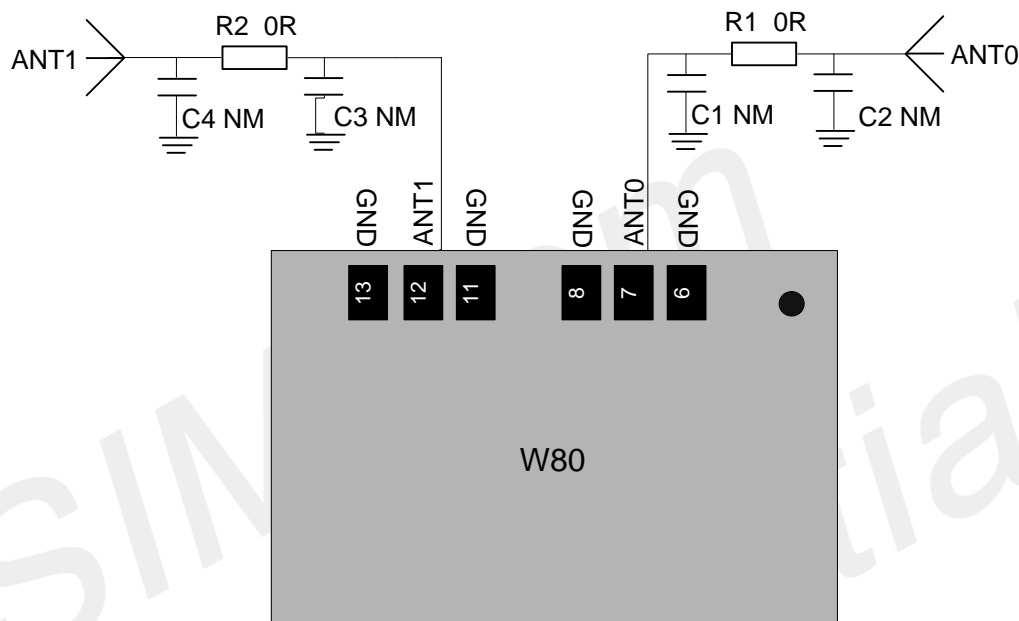 R2 0R
R1 0R
ANT1
ANT0
C4 NM
C3 NM
C1 NM
C2 NM
GND
ANT1
GND
GND
ANT0
GND
13
12
11
8
7
6
W80